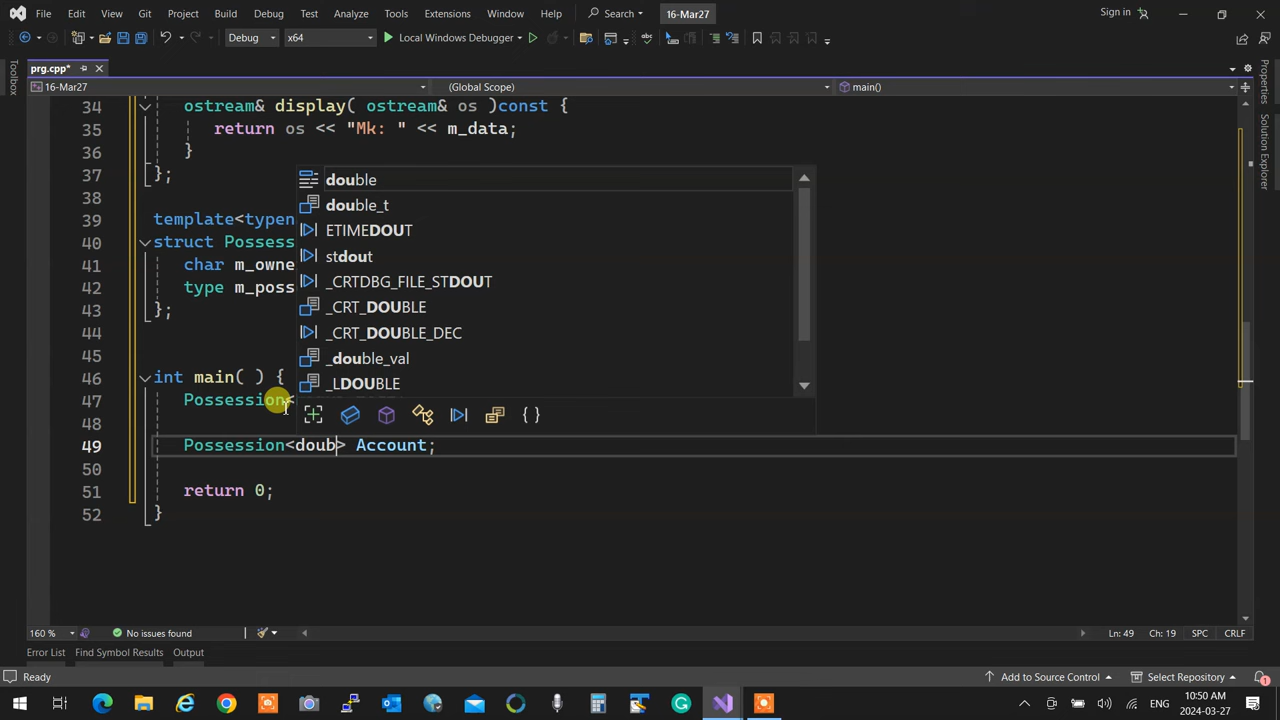 File Edit View Git Project Build Debug Test Analyze Tools Extensions Window Help Search 16-Mar27 Sign in
Debug x64 Local Windows Debugger
prg.cpp*
16-Mar27 (Global Scope) main()
Toolbox
Properties
Solution Explorer
34 ostream& display( ostream& os )const {
35 return os << "Mk: " << m_data;
36 }
37 };
38
39 template<typen
40 struct Possess
41 char m_owne
42 type m_poss
43 };
44
45
46 int main( ) {
47 Possession<
48
49 Possession<doub> Account;
50
51 return 0;
52 }
double
double_t
ETIMEDOUT
stdout
_CRTDBG_FILE_STDOUT
_CRT_DOUBLE
_CRT_DOUBLE_DEC
_double_val
_LDOUBLE
160 % No issues found Ln: 49 Ch: 19 SPC CRLF
Error List Find Symbol Results Output
Ready Add to Source Control Select Repository 1
ENG 10:50 AM
2024-03-27